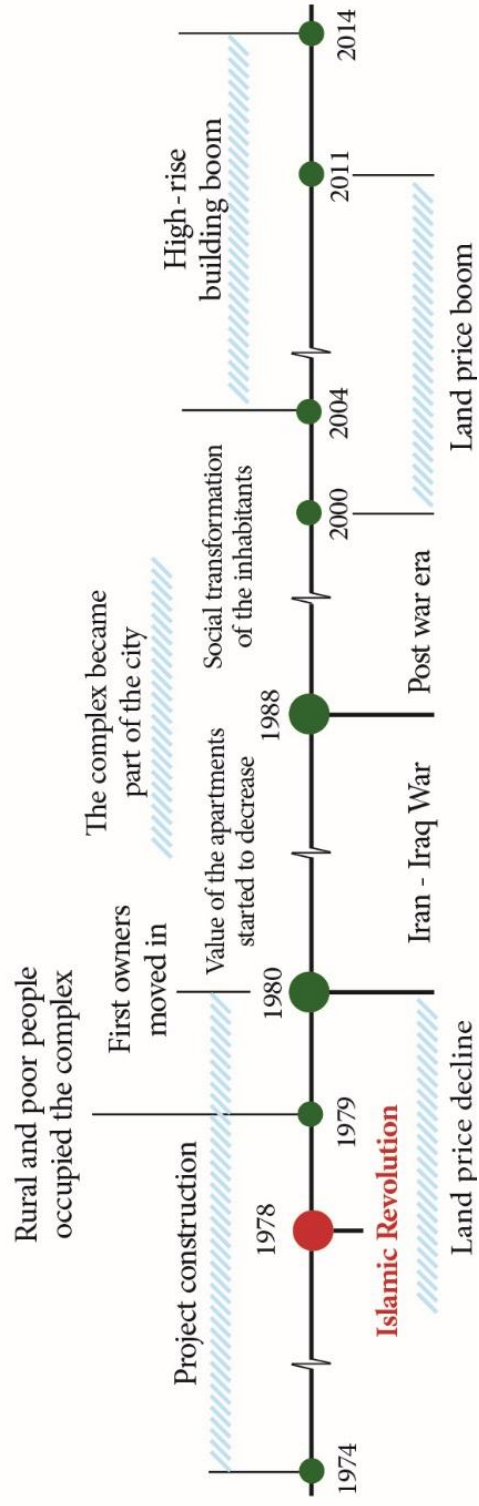 Rural and poor people
occupied the complex
First owners
moved in
The complex became
part of the city
High-rise
building boom
Project construction
Value of the apartments
started to decrease
Social transformation
of the inhabitants
1974
1978
1979
1980
1988
2000
2004
2011
2014
Islamic Revolution
Land price decline
Iran - Iraq War
Post war era
Land price boom